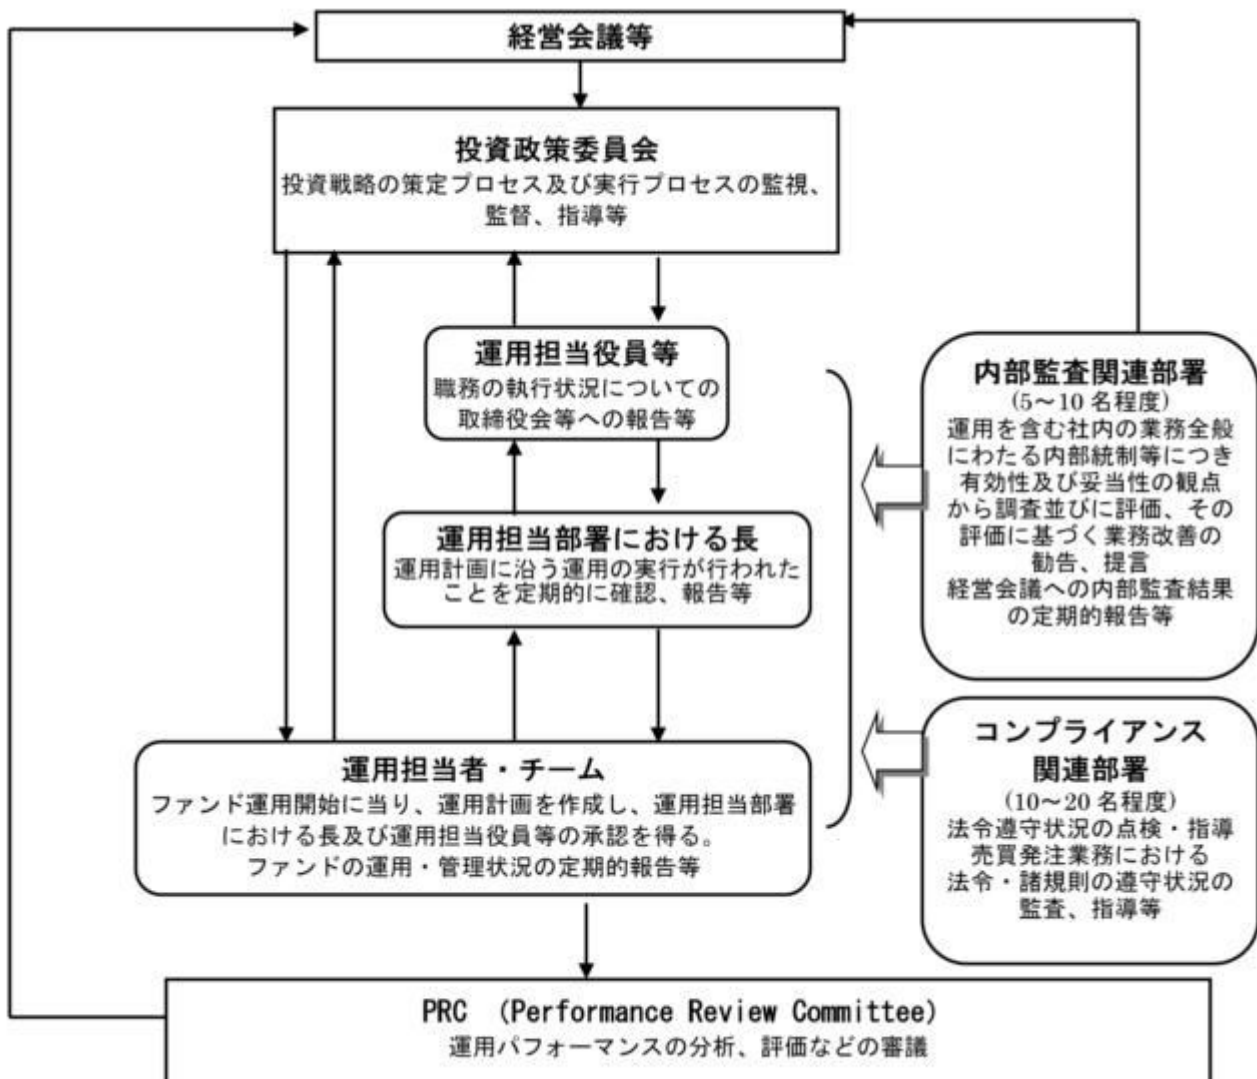 経営会議等
投資政策委員会
投資戦略の策定プロセス及び実行プロセスの監視、
監督、指導等
運用担当役員等
職務の執行状況についての
取締役会等への報告等
運用担当部署における長
運用計画に沿う運用の実行が行われた
ことを定期的に確認、報告等
運用担当者・チーム
ファンド運用開始に当り、運用計画を作成し、運用担当部署
における長及び運用担当役員等の承認を得る。
ファンドの運用・管理状況の定期的報告等
内部監査関連部署
(5～10 名程度)
運用を含む社内の業務全般
にわたる内部統制等につき
有効性及び妥当性の観点
から調査並びに評価、その
評価に基づく業務改善の
勧告、提言
経営会議への内部監査結果
の定期的報告等
コンプライアンス
関連部署
(10～20 名程度)
法令遵守状況の点検・指導
売買発注業務における
法令・諸規則の遵守状況の
監査、指導等
PRC (Performance Review Committee)
運用パフォーマンスの分析、評価などの審議